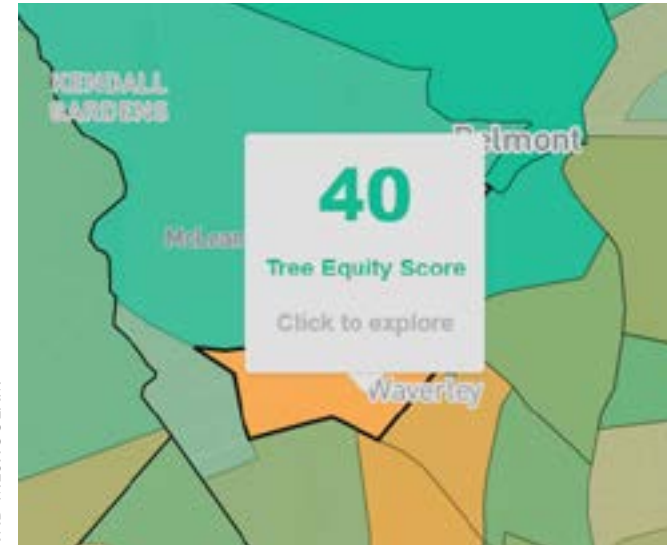 KENDALL
GARDENS
Belmont
40
McLean
Tree Equity Score
Click to explore
Waverley